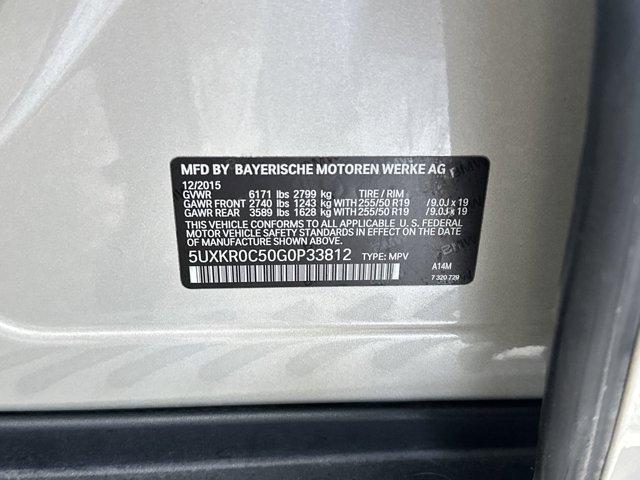 MFD BY BAYERISCHE MOTOREN WERKE AG
12/2015
GVWR 6171 lbs 2799 kg TIRE / RIM
GAWR FRONT 2740 lbs 1243 kg WITH 255/50 R19 /9.0J x 19
GAWR REAR 3589 lbs 1628 kg WITH 255/50 R19 /9.0J x 19
THIS VEHICLE CONFORMS TO ALL APPLICABLE U.S. FEDERAL
MOTOR VEHICLE SAFETY STANDARDS IN EFFECT ON THE
DATE OF MANUFACTURE SHOWN ABOVE.
5UXKR0C50G0P33812 TYPE: MPV
A14M
7 320 729